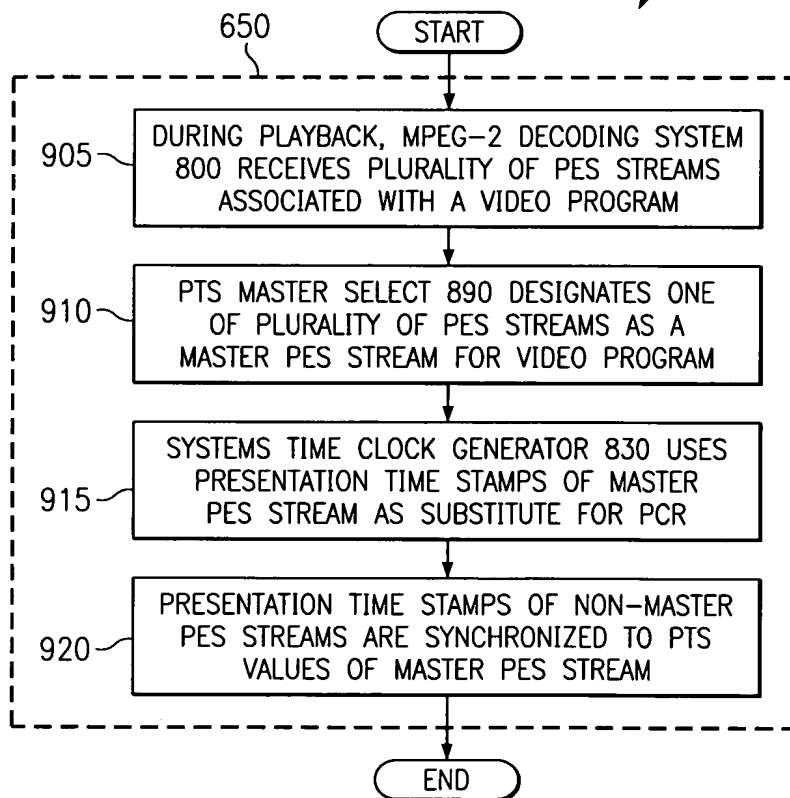 650
START
905
DURING PLAYBACK, MPEG-2 DECODING SYSTEM
800 RECEIVES PLURALITY OF PES STREAMS
ASSOCIATED WITH A VIDEO PROGRAM
910
PTS MASTER SELECT 890 DESIGNATES ONE
OF PLURALITY OF PES STREAMS AS A
MASTER PES STREAM FOR VIDEO PROGRAM
915
SYSTEMS TIME CLOCK GENERATOR 830 USES
PRESENTATION TIME STAMPS OF MASTER
PES STREAM AS SUBSTITUTE FOR PCR
920
PRESENTATION TIME STAMPS OF NON-MASTER
PES STREAMS ARE SYNCHRONIZED TO PTS
VALUES OF MASTER PES STREAM
END